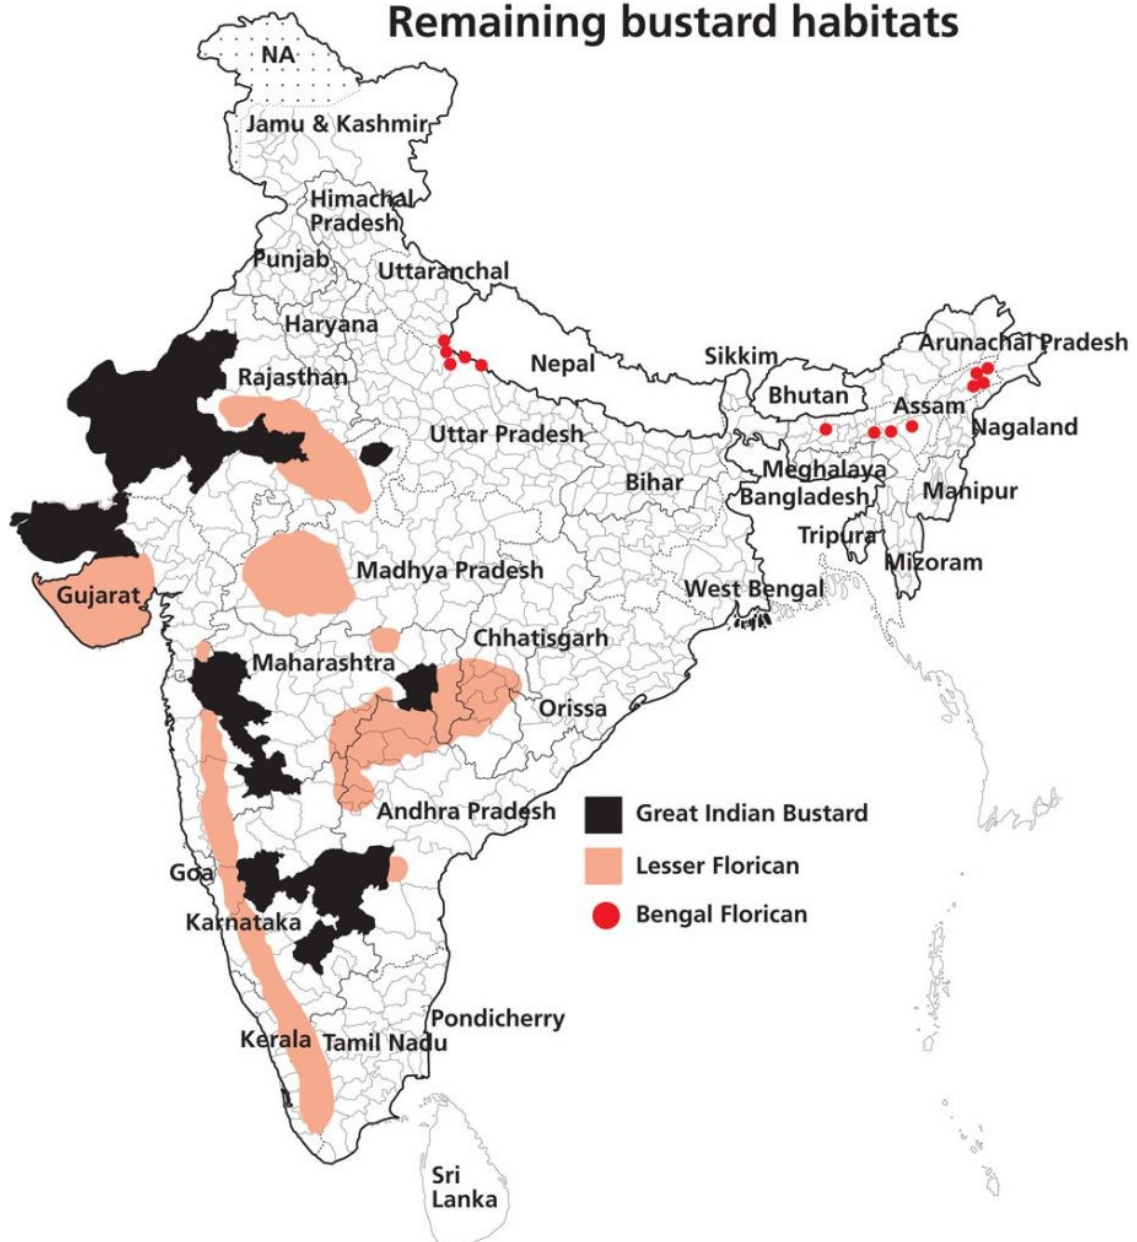 Remaining bustard habitats
NA
Jamu & Kashmir
Himachal
Pradesh
Punjab
Uttaranchal
Haryana
Rajasthan
Nepal
Sikkim
Arunachal Pradesh
Bhutan
Assam
Nagaland
Uttar Pradesh
Bihar
Meghalaya
Bangladesh
Manipur
Tripura
Mizoram
Gujarat
Madhya Pradesh
West Bengal
Chhatisgarh
Maharashtra
Orissa
Andhra Pradesh
Great Indian Bustard
Lesser Florican
Bengal Florican
Goa
Karnataka
Pondicherry
Kerala
Tamil Nadu
Sri
Lanka